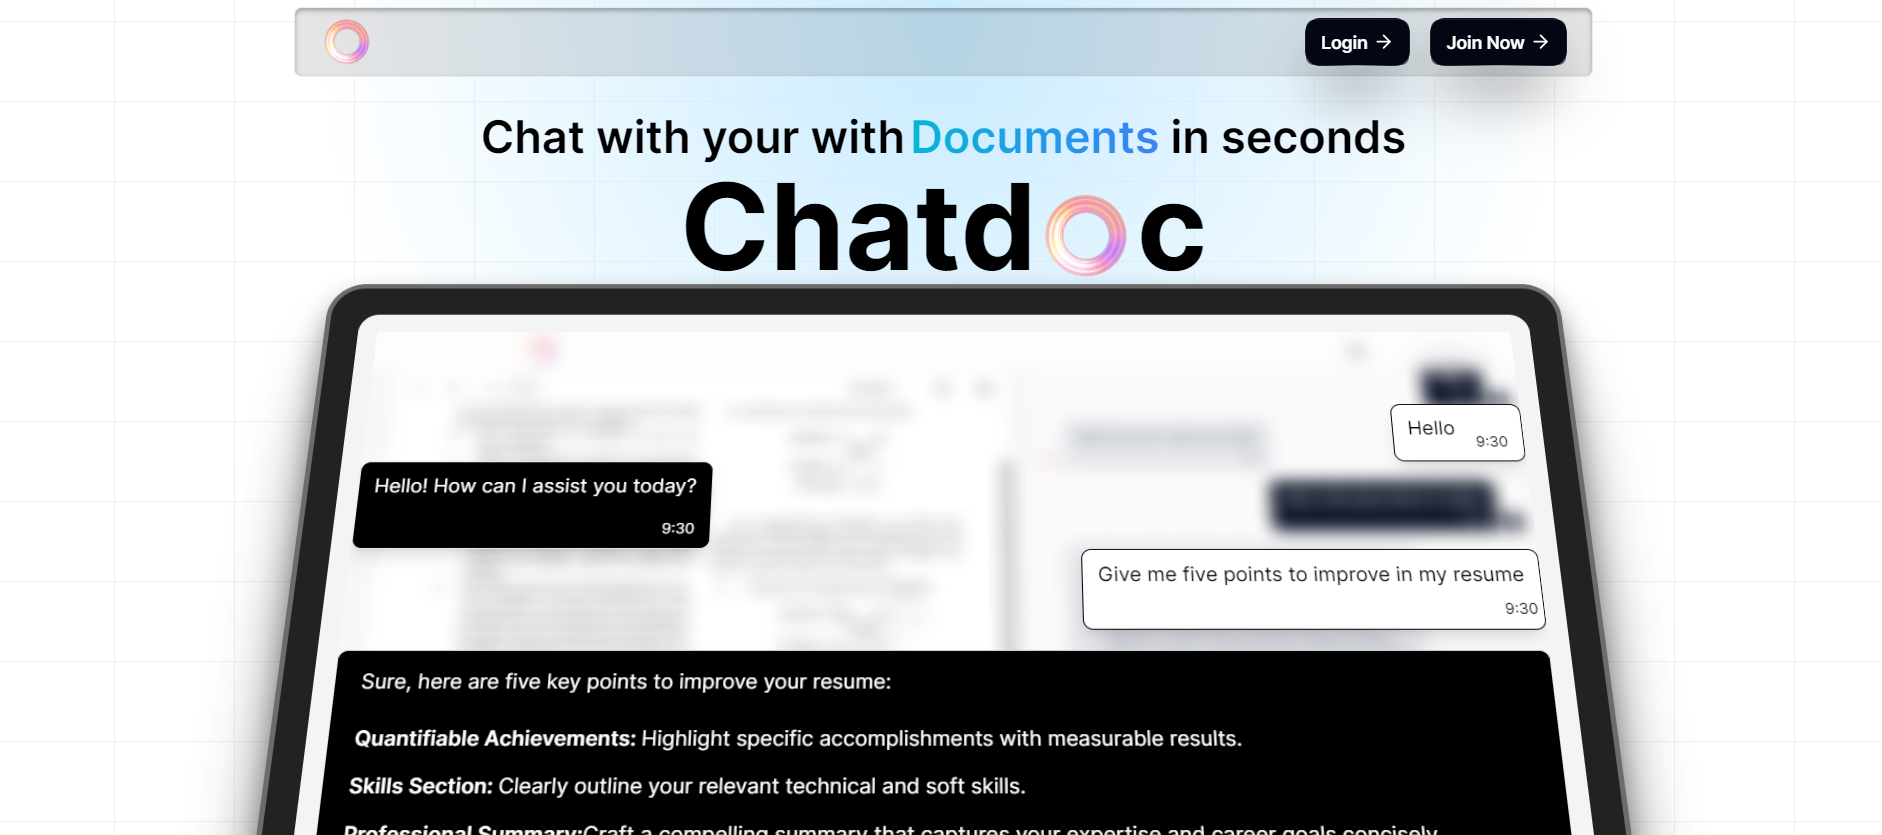 Login
Join Now
Chat with your with Documents in seconds
Chatdoc
Hello
9:30
Hello! How can I assist you today?
9:30
Give me five points to improve in my resume
9:30
Sure, here are five key points to improve your resume:
Quantifiable Achievements: Highlight specific accomplishments with measurable results.
Skills Section: Clearly outline your relevant technical and soft skills.
Professional Summary:Craft a compelling summary that captures your expertise and career goals concisely.